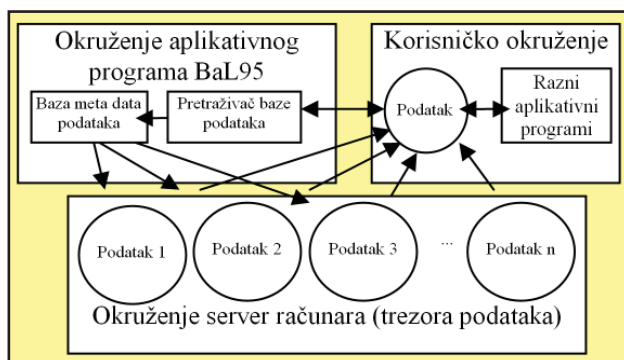 Okruženje aplikativnog
programa BaL95
Baza meta data
podataka
Pretraživač baze
podataka
Korisničko okruženje
Podatak
Razni
aplikativni
programi
Podatak 1
Podatak 2
Podatak 3
...
Podatak n
Okruženje server računara (trezora podataka)